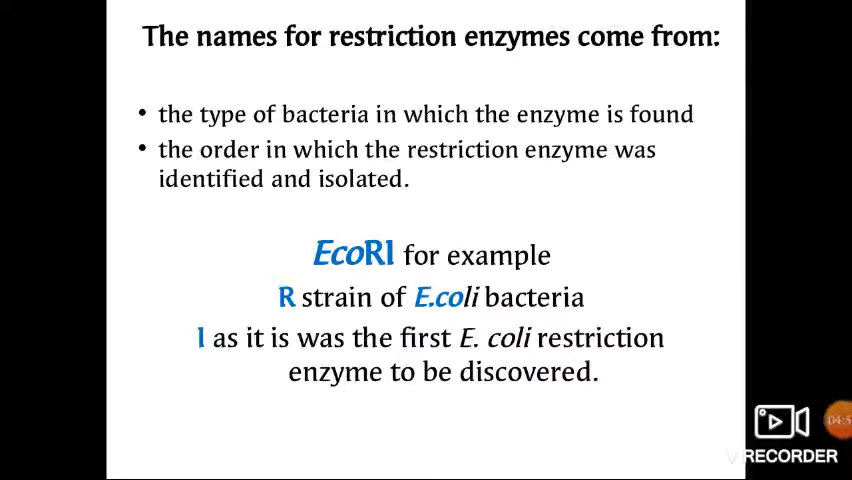 The names for restriction enzymes come from:
• the type of bacteria in which the enzyme is found
• the order in which the restriction enzyme was
identified and isolated.
EcoRI for example
R strain of E.coli bacteria
I as it is was the first E. coli restriction
enzyme to be discovered.
V RECORDER